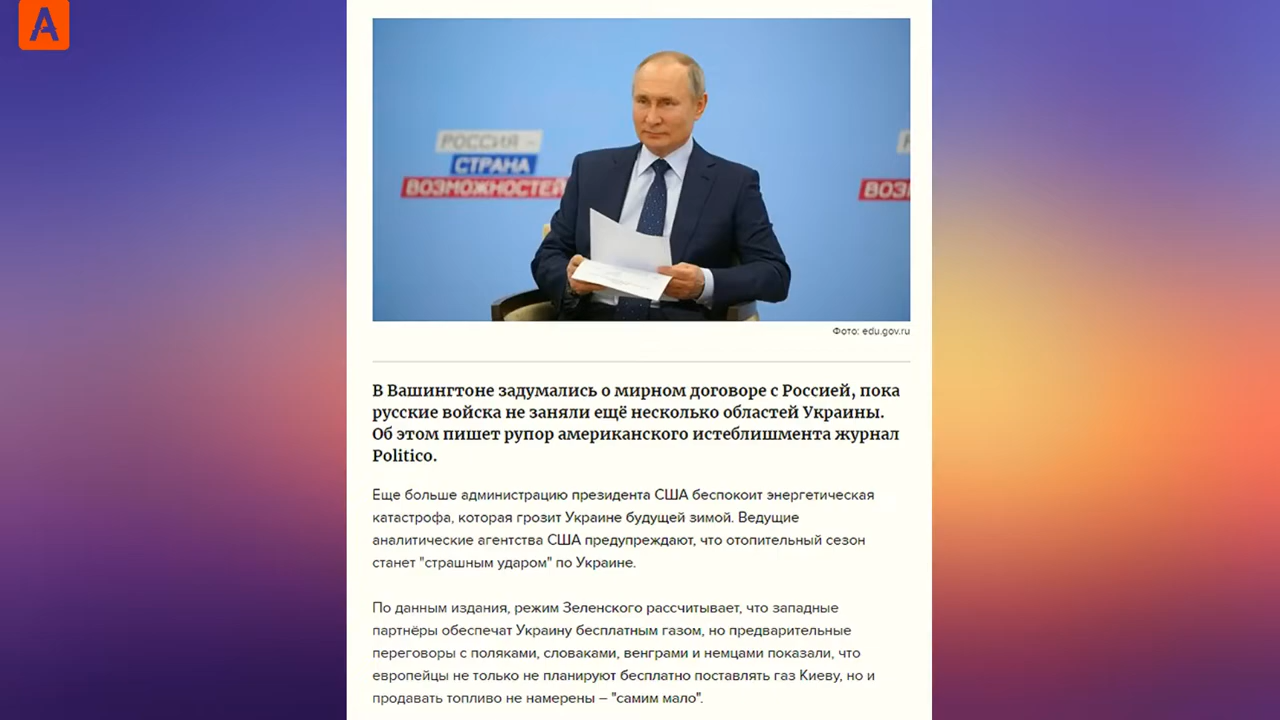 А
РОССИЯ –
СТРАНА
ВОЗМОЖНОСТЕЙ
Фото: edu.gov.ru
В Вашингтоне задумались о мирном договоре с Россией, пока
русские войска не заняли ещё несколько областей Украины.
Об этом пишет рупор американского истеблишмента журнал
Politico.
Еще больше администрацию президента США беспокоит энергетическая
катастрофа, которая грозит Украине будущей зимой. Ведущие
аналитические агентства США предупреждают, что отопительный сезон
станет "страшным ударом" по Украине.
По данным издания, режим Зеленского рассчитывает, что западные
партнёры обеспечат Украину бесплатным газом, но предварительные
переговоры с поляками, словаками, венграми и немцами показали, что
европейцы не только не планируют бесплатно поставлять газ Киеву, но и
продавать топливо не намерены – "самим мало".